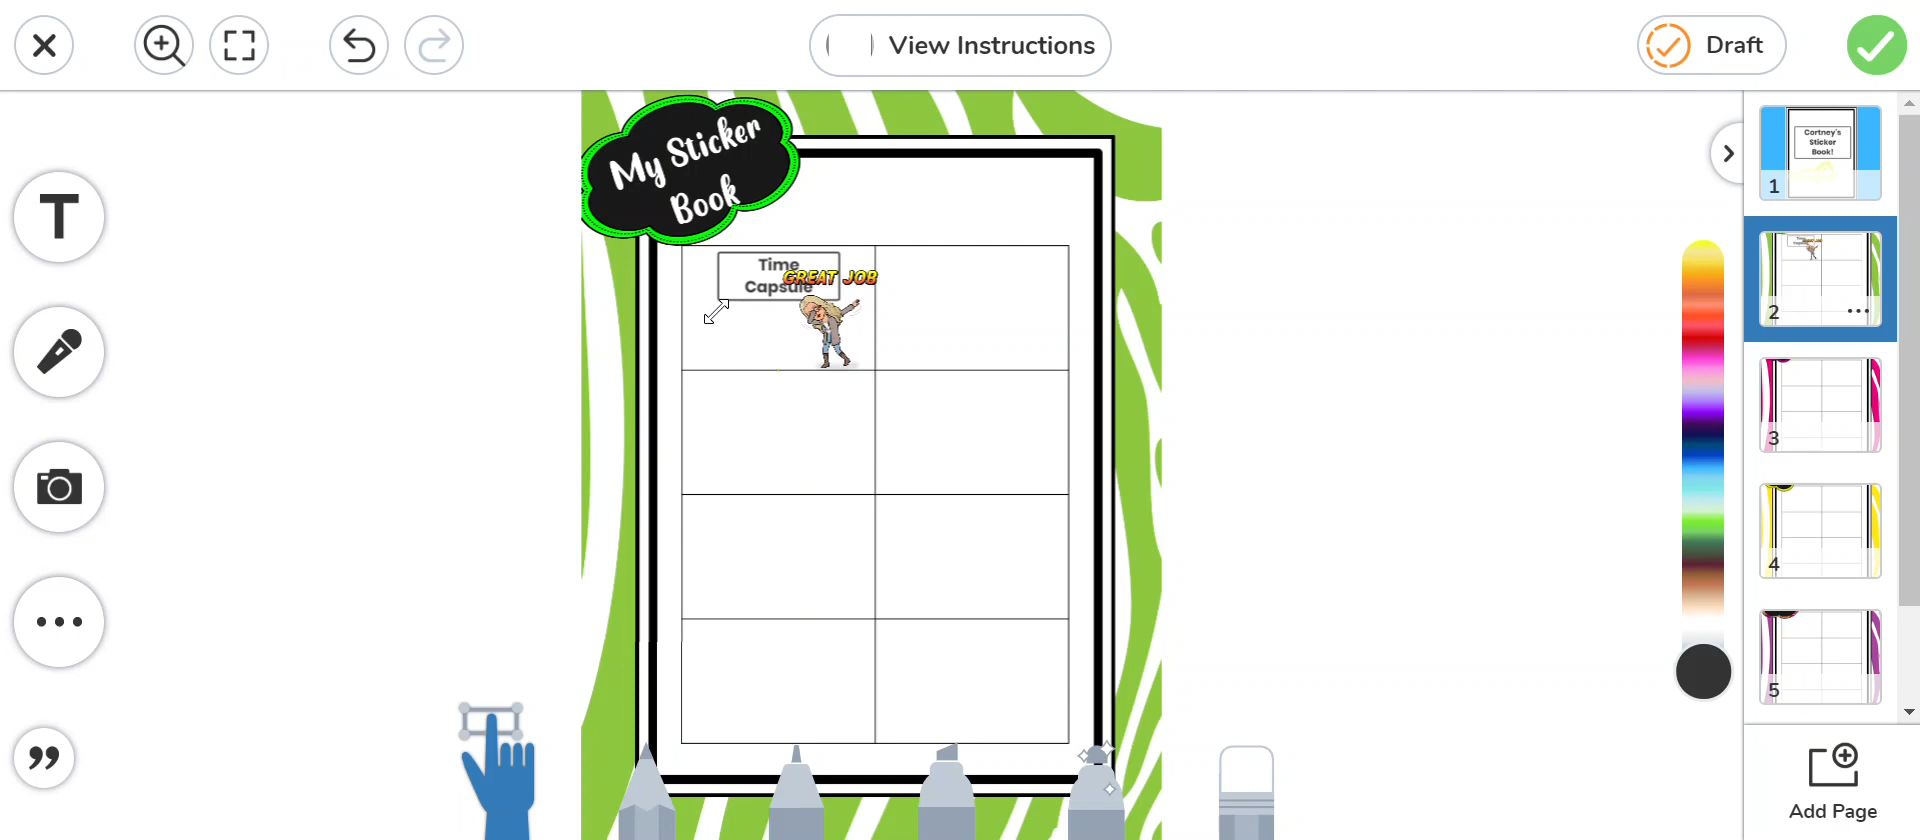 View Instructions
Draft
T
My Sticker
Book
Time
Capsule
GREAT JOB
Cortney's
Sticker
Book!
1
2
3
4
5
Add Page